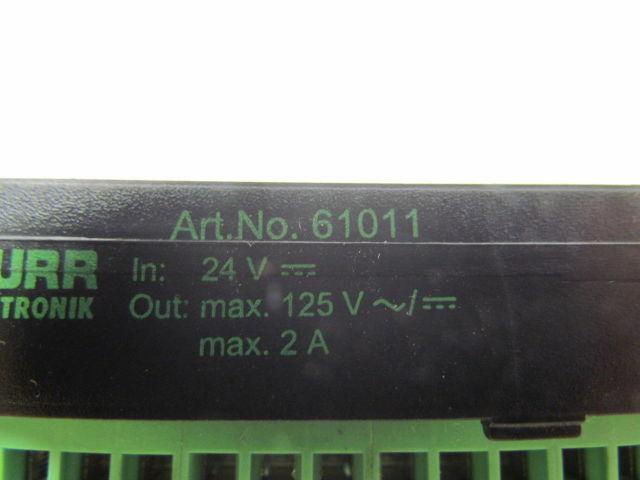 Art.No. 61011
URR In: 24 V ⎓
TRONIK Out: max. 125 V ~/⎓
max. 2 A